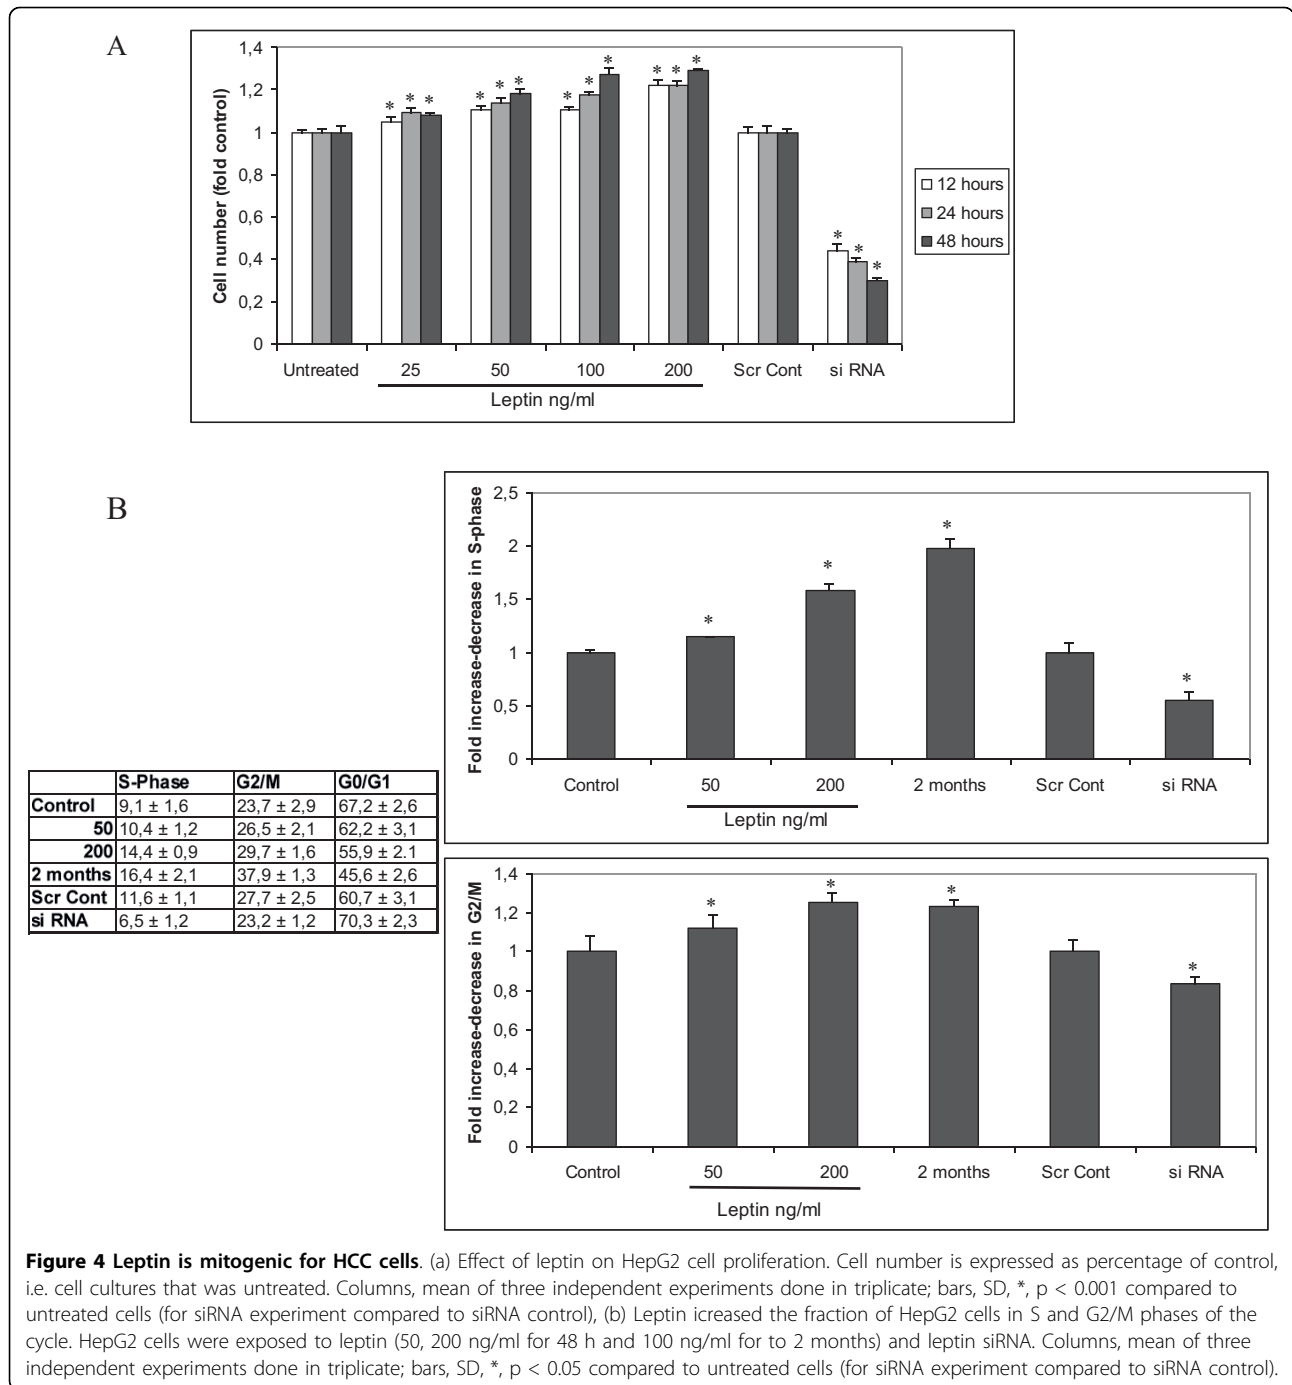 A
1,4
1,2
1
0,8
0,6
0,4
0,2
0
Cell number (fold control)
* * * * * * * * * * * * * * *
Untreated 25 50 100 200 Scr Cont si RNA
Leptin ng/ml
12 hours
24 hours
48 hours
B
2,5
2
1,5
1
0,5
0
Fold increase-decrease in S-phase
* * * *
Control 50 200 2 months Scr Cont si RNA
Leptin ng/ml
S-Phase G2/M G0/G1
Control 9,1 ± 1,6 23,7 ± 2,9 67,2 ± 2,6
50 10,4 ± 1,2 26,5 ± 2,1 62,2 ± 3,1
200 14,4 ± 0,9 29,7 ± 1,6 55,9 ± 2.1
2 months 16,4 ± 2,1 37,9 ± 1,3 45,6 ± 2,6
Scr Cont 11,6 ± 1,1 27,7 ± 2,5 60,7 ± 3,1
si RNA 6,5 ± 1,2 23,2 ± 1,2 70,3 ± 2,3
1,4
1,2
1
0,8
0,6
0,4
0,2
0
Fold increase-decrease in G2/M
* * * *
Control 50 200 2 months Scr Cont si RNA
Leptin ng/ml
Figure 4 Leptin is mitogenic for HCC cells. (a) Effect of leptin on HepG2 cell proliferation. Cell number is expressed as percentage of control,
i.e. cell cultures that was untreated. Columns, mean of three independent experiments done in triplicate; bars, SD, *, p < 0.001 compared to
untreated cells (for siRNA experiment compared to siRNA control), (b) Leptin icreased the fraction of HepG2 cells in S and G2/M phases of the
cycle. HepG2 cells were exposed to leptin (50, 200 ng/ml for 48 h and 100 ng/ml for to 2 months) and leptin siRNA. Columns, mean of three
independent experiments done in triplicate; bars, SD, *, p < 0.05 compared to untreated cells (for siRNA experiment compared to siRNA control).